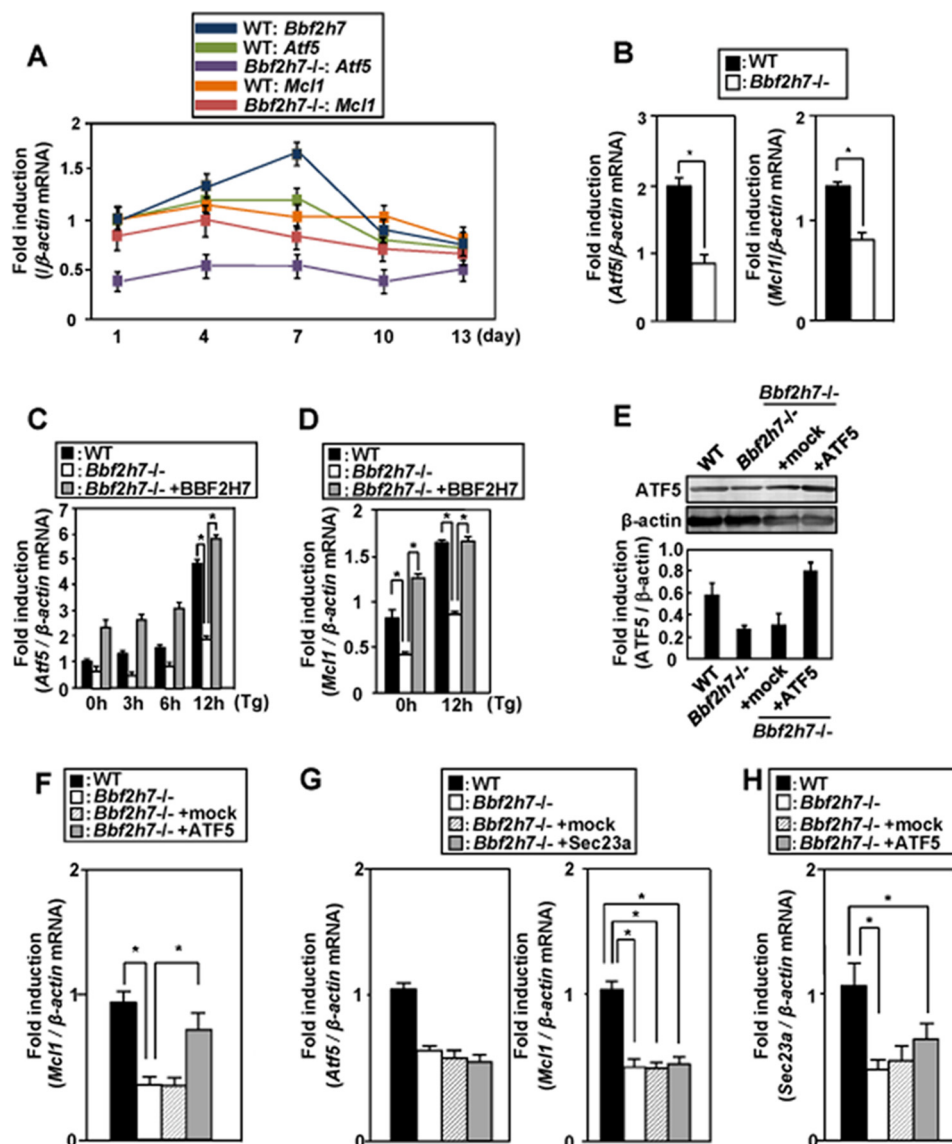 A
WT: Bbf2h7
WT: Atf5
Bbf2h7-/-: Atf5
WT: Mcl1
Bbf2h7-/-: Mcl1
Fold induction
(/β-actin mRNA)
2
1.5
1
0.5
0
1 4 7 10 13 (day)
B
: WT
: Bbf2h7-/-
Fold induction
(Atf5/β-actin mRNA)
3
2
1
0
*
Fold induction
(Mcl1/β-actin mRNA)
2
1
0
*
C
: WT
: Bbf2h7-/-
: Bbf2h7-/- +BBF2H7
Fold induction
(Atf5 / β-actin mRNA)
7
6
5
4
3
2
1
0
* *
0h 3h 6h 12h (Tg)
D
: WT
: Bbf2h7-/-
: Bbf2h7-/- +BBF2H7
Fold induction
(Mcl1 / β-actin mRNA)
2
1.5
1
0.5
0
* * * *
0h 12h (Tg)
E
Bbf2h7-/-
WT Bbf2h7-/- +mock +ATF5
ATF5
β-actin
Fold induction
(ATF5 / β-actin)
1.0
0.8
0.6
0.4
0.2
0
WT Bbf2h7-/- +mock +ATF5
Bbf2h7-/-
F
: WT
: Bbf2h7-/-
: Bbf2h7-/- +mock
: Bbf2h7-/- +ATF5
Fold induction
(Mcl1 / β-actin mRNA)
2
1
0
* *
G
: WT
: Bbf2h7-/-
: Bbf2h7-/- +mock
: Bbf2h7-/- +Sec23a
Fold induction
(Atf5 / β-actin mRNA)
2
1
0
Fold induction
(Mcl1 / β-actin mRNA)
2
1
0
*
*
*
H
: WT
: Bbf2h7-/-
: Bbf2h7-/- +mock
: Bbf2h7-/- +ATF5
Fold induction
(Sec23a / β-actin mRNA)
2
1
0
*
*